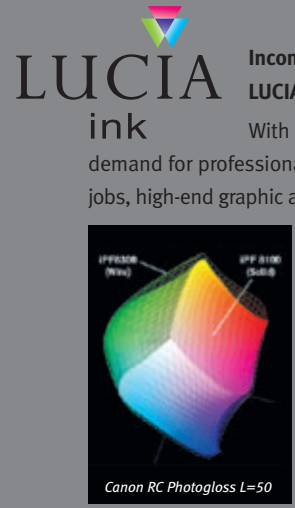 LUCIA
ink
Incom
LUCIA
With
demand for professiona
jobs, high-end graphic a
iPF8300
(Wire)
iPF 8100
(Solid)
Canon RC Photogloss L=50